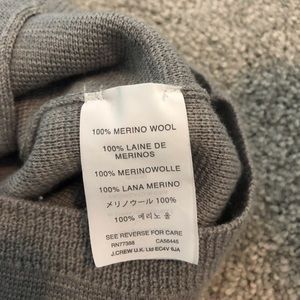 100% MERINO WOOL
100% LAINE DE
MERINOS
100% MERINOWOLLE
100% LANA MERINO
メリノウール 100%
100% 메리노 울
SEE REVERSE FOR CARE
RN77388 CA56445
J.CREW U.K. Ltd EC4V 6JA